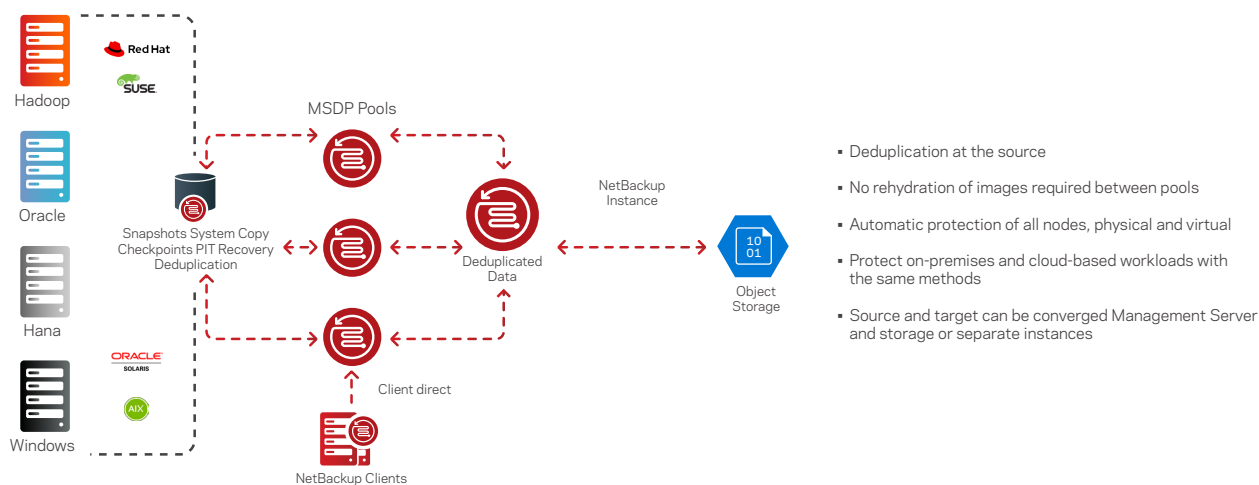 Hadoop
Oracle
Hana
Windows
Red Hat
SUSE
ORACLE
SOLARIS
AIX
Snapshots System Copy
Checkpoints PIT Recovery
Deduplication
MSDP Pools
Client direct
NetBackup Clients
Deduplicated
Data
NetBackup
Instance
10
01
Object
Storage
▪ Deduplication at the source
▪ No rehydration of images required between pools
▪ Automatic protection of all nodes, physical and virtual
▪ Protect on-premises and cloud-based workloads with
the same methods
▪ Source and target can be converged Management Server
and storage or separate instances